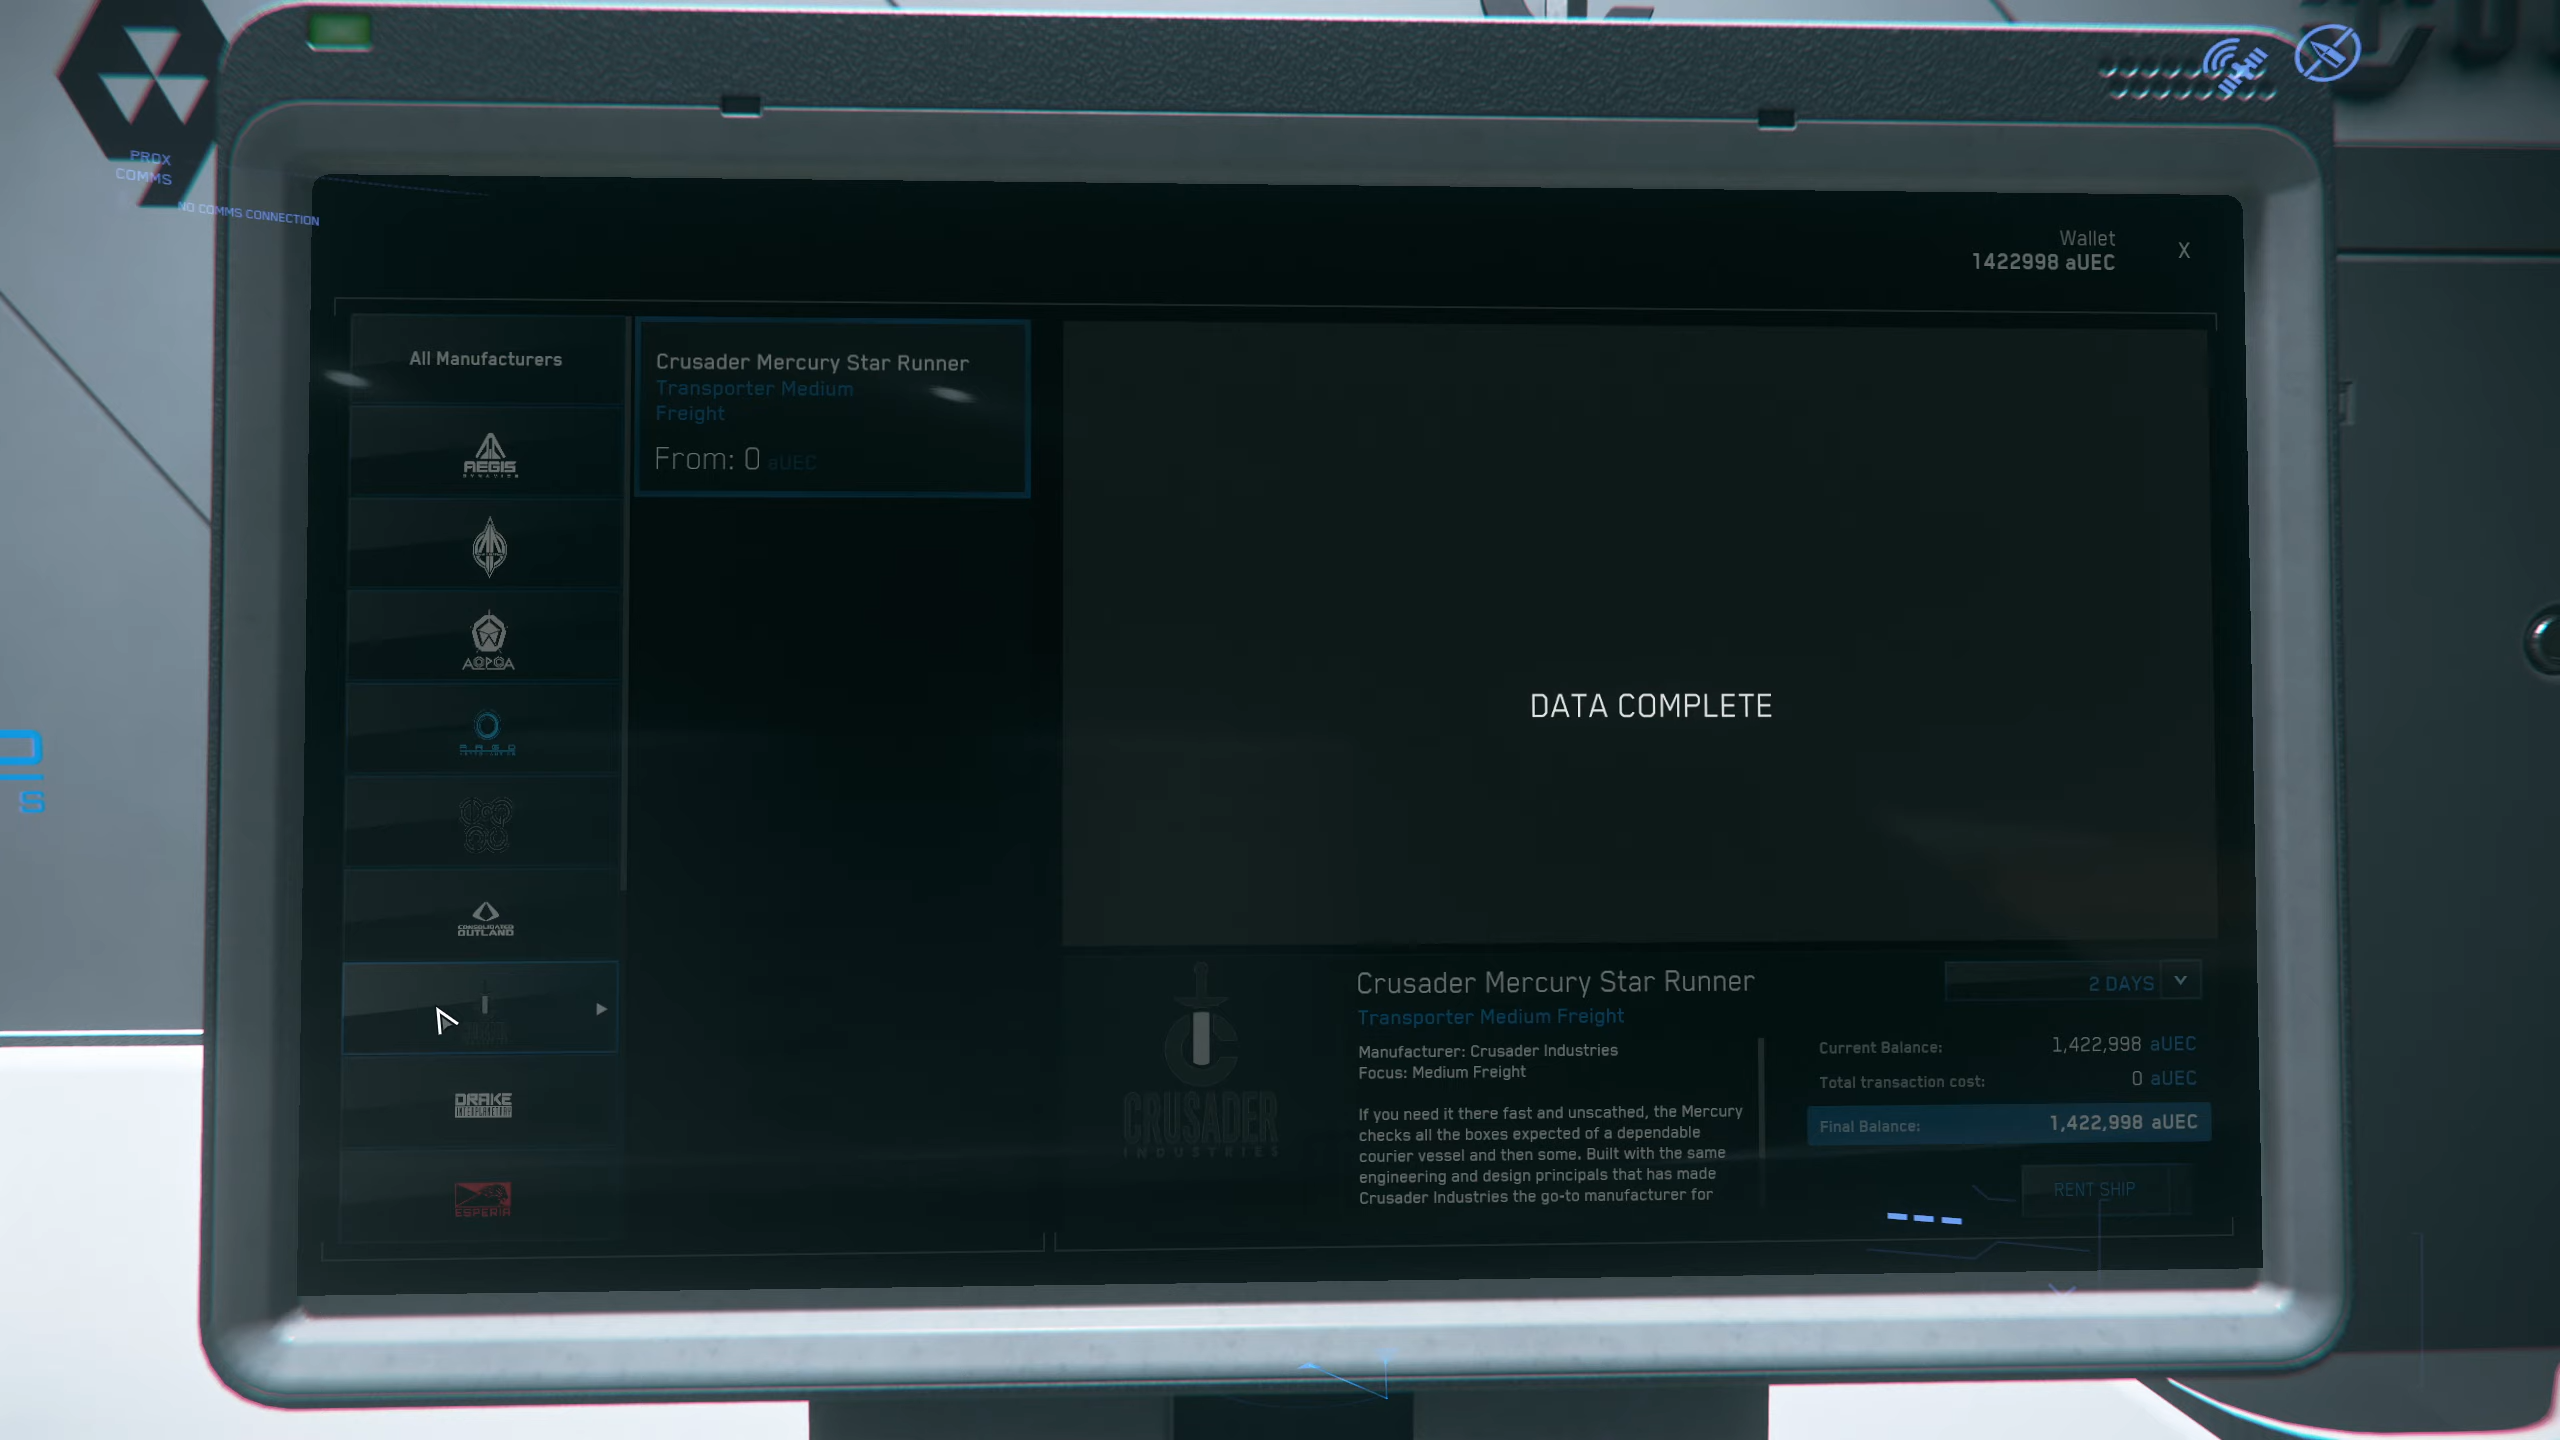 PROX
COMMS
NO COMMS CONNECTION
Wallet
1422998 aUEC
X
All Manufacturers
AEGIS
AOPOA
CONSOLIDATED
OUTLAND
DRAKE
INTERPLANETARY
ESPERIA
Crusader Mercury Star Runner
Transporter Medium
Freight
From: 0 aUEC
DATA COMPLETE
CRUSADER
INDUSTRIES
Crusader Mercury Star Runner
Transporter Medium Freight
Manufacturer: Crusader Industries
Focus: Medium Freight
If you need it there fast and unscathed, the Mercury
checks all the boxes expected of a dependable
courier vessel and then some. Built with the same
engineering and design principals that has made
Crusader Industries the go-to manufacturer for
2 DAYS
Current Balance: 1,422,998 aUEC
Total transaction cost: 0 aUEC
Final Balance: 1,422,998 aUEC
RENT SHIP
S